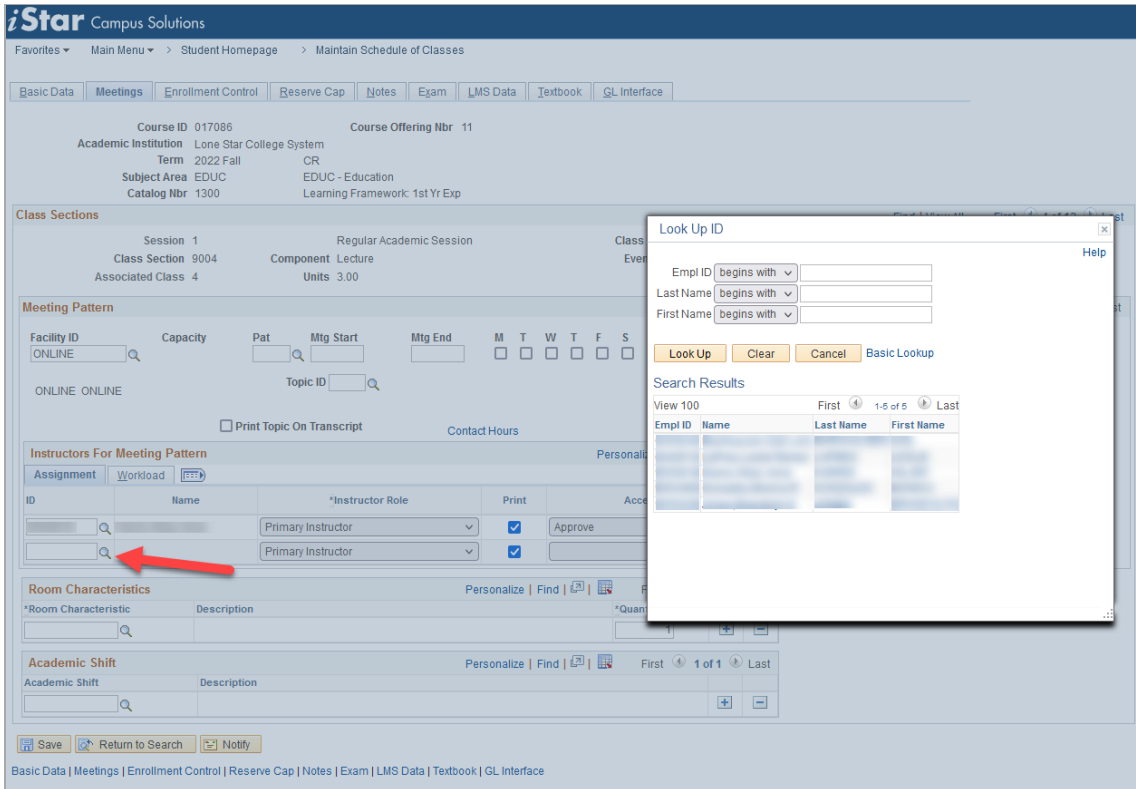 iStar Campus Solutions
Favorites Main Menu > Student Homepage > Maintain Schedule of Classes
Basic Data Meetings Enrollment Control Reserve Cap Notes Exam LMS Data Textbook GL Interface
Course ID 017086 Course Offering Nbr 11
Academic Institution Lone Star College System
Term 2022 Fall CR
Subject Area EDUC EDUC - Education
Catalog Nbr 1300 Learning Framework: 1st Yr Exp
Class Sections
Session 1 Regular Academic Session Class
Class Section 9004 Component Lecture Even
Associated Class 4 Units 3.00
Meeting Pattern
Facility ID Capacity Pat Mtg Start Mtg End M T W T F S
ONLINE
ONLINE ONLINE Topic ID
Print Topic On Transcript Contact Hours
Instructors For Meeting Pattern Personaliz
Assignment Workload
ID Name *Instructor Role Print Acce
Primary Instructor Approve
Primary Instructor
Room Characteristics Personalize | Find |
*Room Characteristic Description *Quan
1
Academic Shift Personalize | Find | First 1 of 1 Last
Academic Shift Description
Save Return to Search Notify
Basic Data | Meetings | Enrollment Control | Reserve Cap | Notes | Exam | LMS Data | Textbook | GL Interface
Look Up ID
Help
Empl ID begins with
Last Name begins with
First Name begins with
Look Up Clear Cancel Basic Lookup
Search Results
View 100 First 1-5 of 5 Last
Empl ID Name Last Name First Name